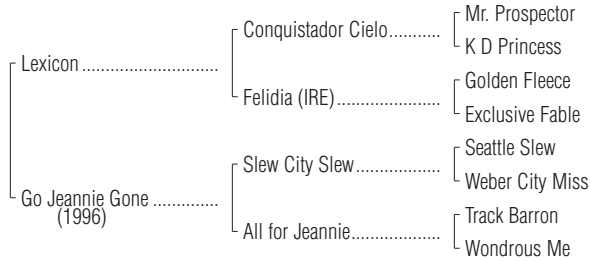 Mr. Prospector
Conquistador Cielo...........
K D Princess
Lexicon .............................
Golden Fleece
Felidia (IRE)......................
Exclusive Fable
Seattle Slew
Slew City Slew..................
Weber City Miss
Go Jeannie Gone .............
(1996)
Track Barron
All for Jeannie...................
Wondrous Me